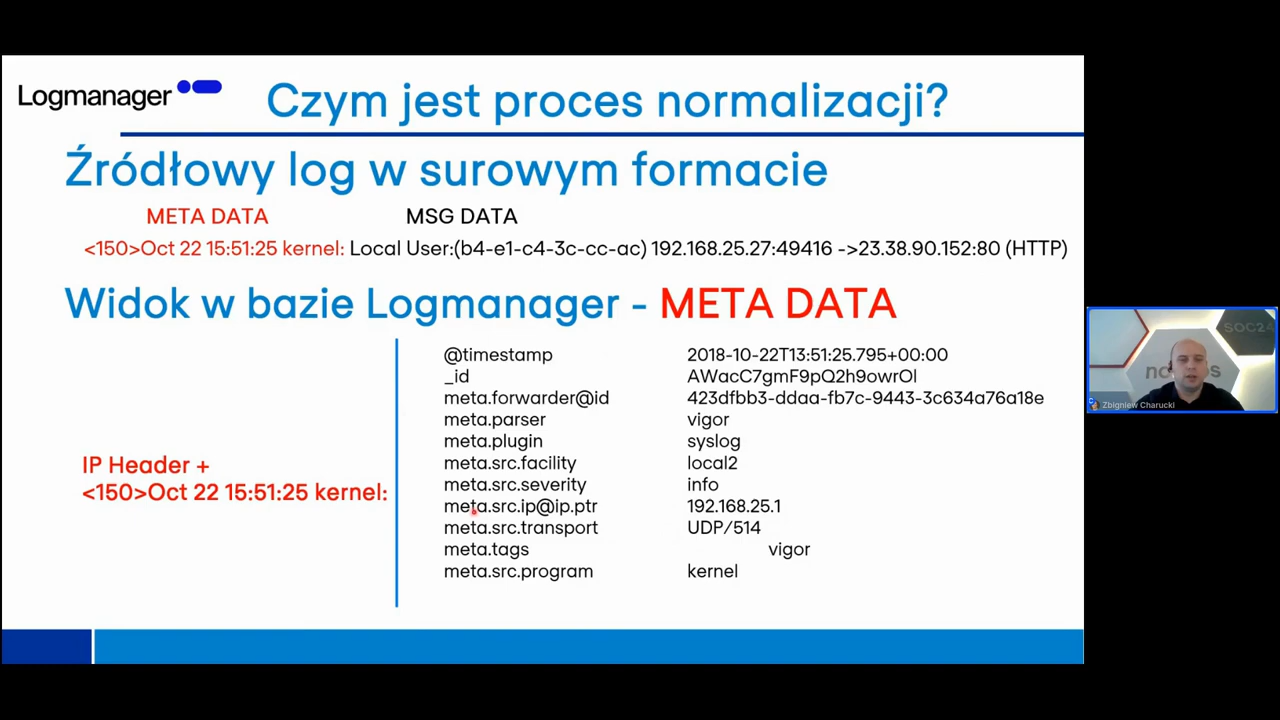 Logmanager
Czym jest proces normalizacji?
Źródłowy log w surowym formacie
META DATA MSG DATA
<150>Oct 22 15:51:25 kernel: Local User:(b4-e1-c4-3c-cc-ac) 192.168.25.27:49416 ->23.38.90.152:80 (HTTP)
Widok w bazie Logmanager - META DATA
@timestamp 2018-10-22T13:51:25.795+00:00
_id AWacC7gmF9pQ2h9owrOl
meta.forwarder@id 423dfbb3-ddaa-fb7c-9443-3c634a76a18e
meta.parser vigor
meta.plugin syslog
meta.src.facility local2
meta.src.severity info
meta.src.ip@ip.ptr 192.168.25.1
meta.src.transport UDP/514
meta.tags vigor
meta.src.program kernel
IP Header +
<150>Oct 22 15:51:25 kernel:
SOC24
Zbigniew Charucki